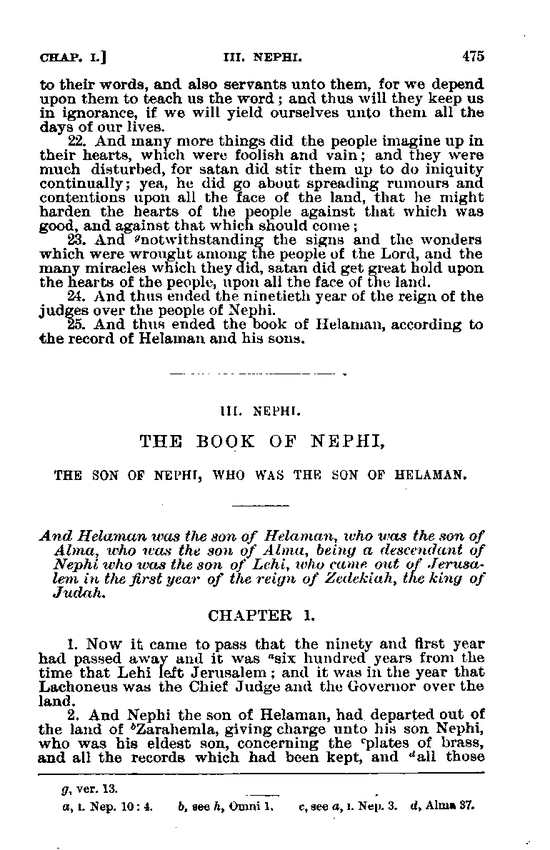 CHAP. I.] III. NEPHI. 475
to their words, and also servants unto them, for we depend
upon them to teach us the word; and thus will they keep us
in ignorance, if we will yield ourselves unto them all the
days of our lives.
22. And many more things did the people imagine up in
their hearts, which were foolish and vain; and they were
much disturbed, for satan did stir them up to do iniquity
continually; yea, he did go about spreading rumours and
contentions upon all the face of the land, that he might
harden the hearts of the people against that which was
good, and against that which should come;
23. And gnotwithstanding the signs and the wonders
which were wrought among the people of the Lord, and the
many miracles which they did, satan did get great hold upon
the hearts of the people, upon all the face of the land.
24. And thus ended the ninetieth year of the reign of the
judges over the people of Nephi.
25. And thus ended the book of Helaman, according to
the record of Helaman and his sons.
III. NEPHI.
THE BOOK OF NEPHI,
THE SON OF NEPHI, WHO WAS THE SON OF HELAMAN.
And Helaman was the son of Helaman, who was the son of
Alma, who was the son of Alma, being a descendant of
Nephi who was the son of Lehi, who came out of Jerusa-
lem in the first year of the reign of Zedekiah, the king of
Judah.
CHAPTER 1.
1. Now it came to pass that the ninety and first year
had passed away and it was asix hundred years from the
time that Lehi left Jerusalem; and it was in the year that
Lachoneus was the Chief Judge and the Governor over the
land.
2. And Nephi the son of Helaman, had departed out of
the land of bZarahemla, giving charge unto his son Nephi,
who was his eldest son, concerning the cplates of brass,
and all the records which had been kept, and dall those
g, ver. 13.
a, I. Nep. 10:4. b, see h, Omni 1. c, see a, I. Nep. 3. d, Alma 37.